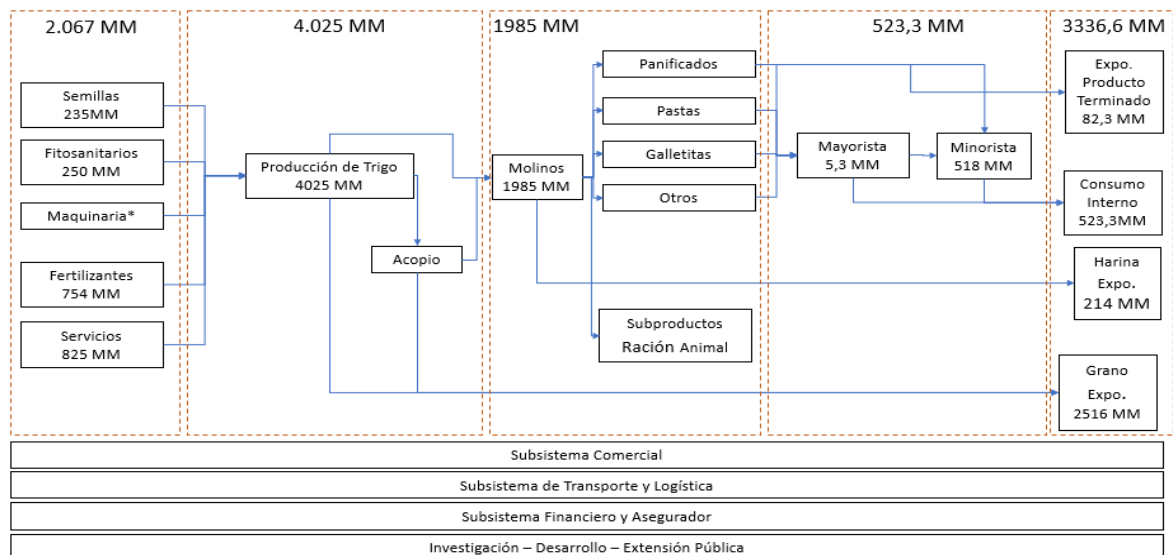 2.067 MM
4.025 MM
1985 MM
523,3 MM
3336,6 MM
Semillas
235MM
Fitosanitarios
250 MM
Maquinaria*
Fertilizantes
754 MM
Servicios
825 MM
Producción de Trigo
4025 MM
Acopio
Molinos
1985 MM
Panificados
Pastas
Galletitas
Otros
Subproductos
Ración Animal
Mayorista
5,3 MM
Minorista
518 MM
Expo.
Producto
Terminado
82,3 MM
Consumo
Interno
523,3MM
Harina
Expo.
214 MM
Grano
Expo.
2516 MM
Subsistema Comercial
Subsistema de Transporte y Logística
Subsistema Financiero y Asegurador
Investigación – Desarrollo – Extensión Pública